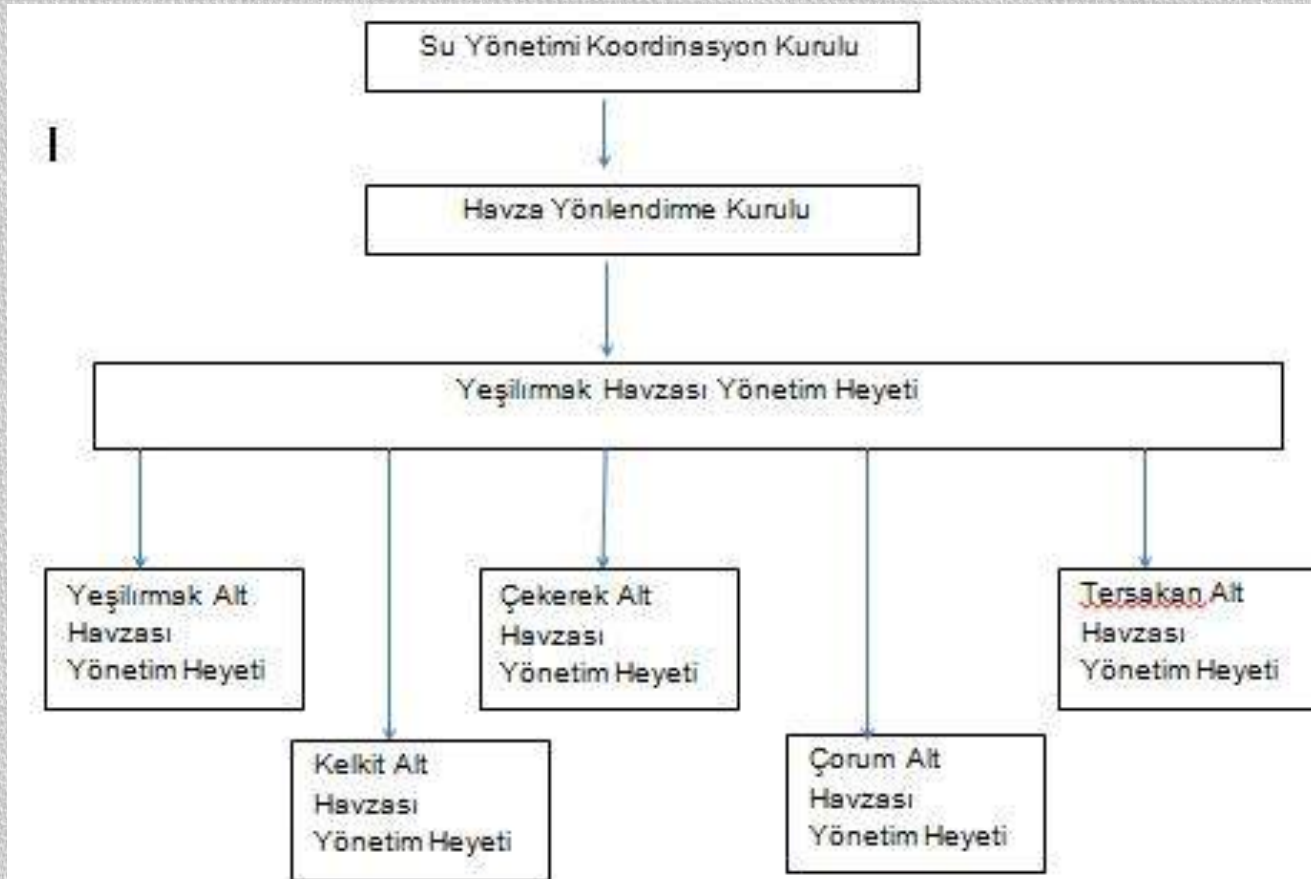 Su Yönetimi Koordinasyon Kurulu
Havza Yönlendirme Kurulu
Yeşilırmak Havzası Yönetim Heyeti
Yeşilırmak Alt
Havzası
Yönetim Heyeti
Kelkit Alt
Havzası
Yönetim Heyeti
Çekerek Alt
Havzası
Yönetim Heyeti
Çorum Alt
Havzası
Yönetim Heyeti
Tersakan Alt
Havzası
Yönetim Heyeti